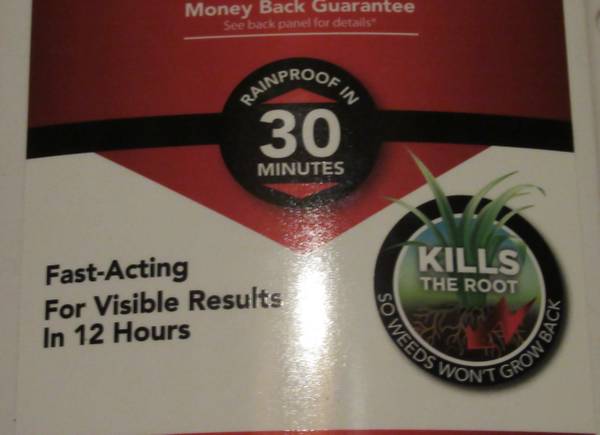 Money Back Guarantee
See back panel for details*
RAINPROOF IN
30
MINUTES
Fast-Acting
For Visible Results
In 12 Hours
KILLS
THE ROOT
SO WEEDS WON'T GROW BACK